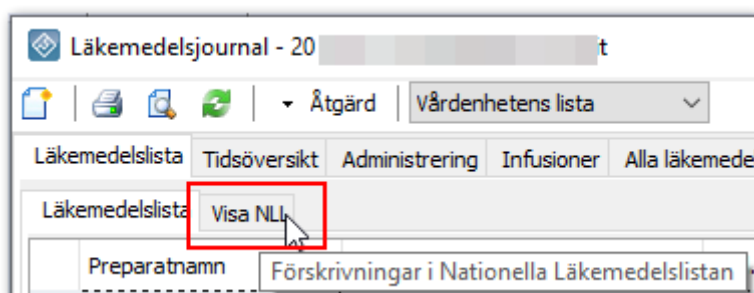 Läkemedelsjournal - 20 t
Åtgärd Vårdenhetens lista
Läkemedelslista Tidsöversikt Administrering Infusioner Alla läkemede
Läkemedelslista Visa NLL
Preparatnamn Förskrivningar i Nationella Läkemedelslistan